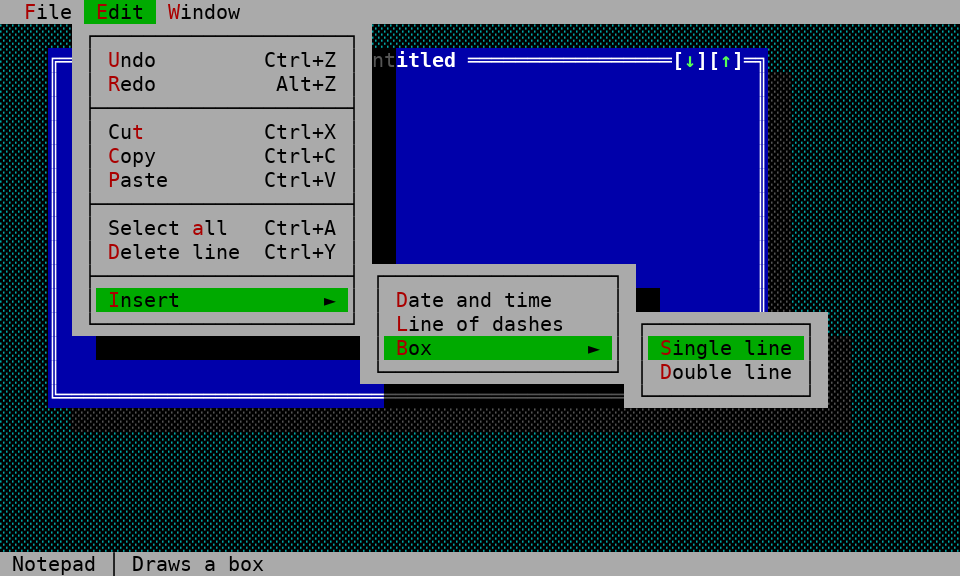 File Edit Window
ntitled [↓][↑]
Undo Ctrl+Z
Redo Alt+Z
Cut Ctrl+X
Copy Ctrl+C
Paste Ctrl+V
Select all Ctrl+A
Delete line Ctrl+Y
Insert ►
Date and time
Line of dashes
Box ►
Single line
Double line
Notepad │ Draws a box